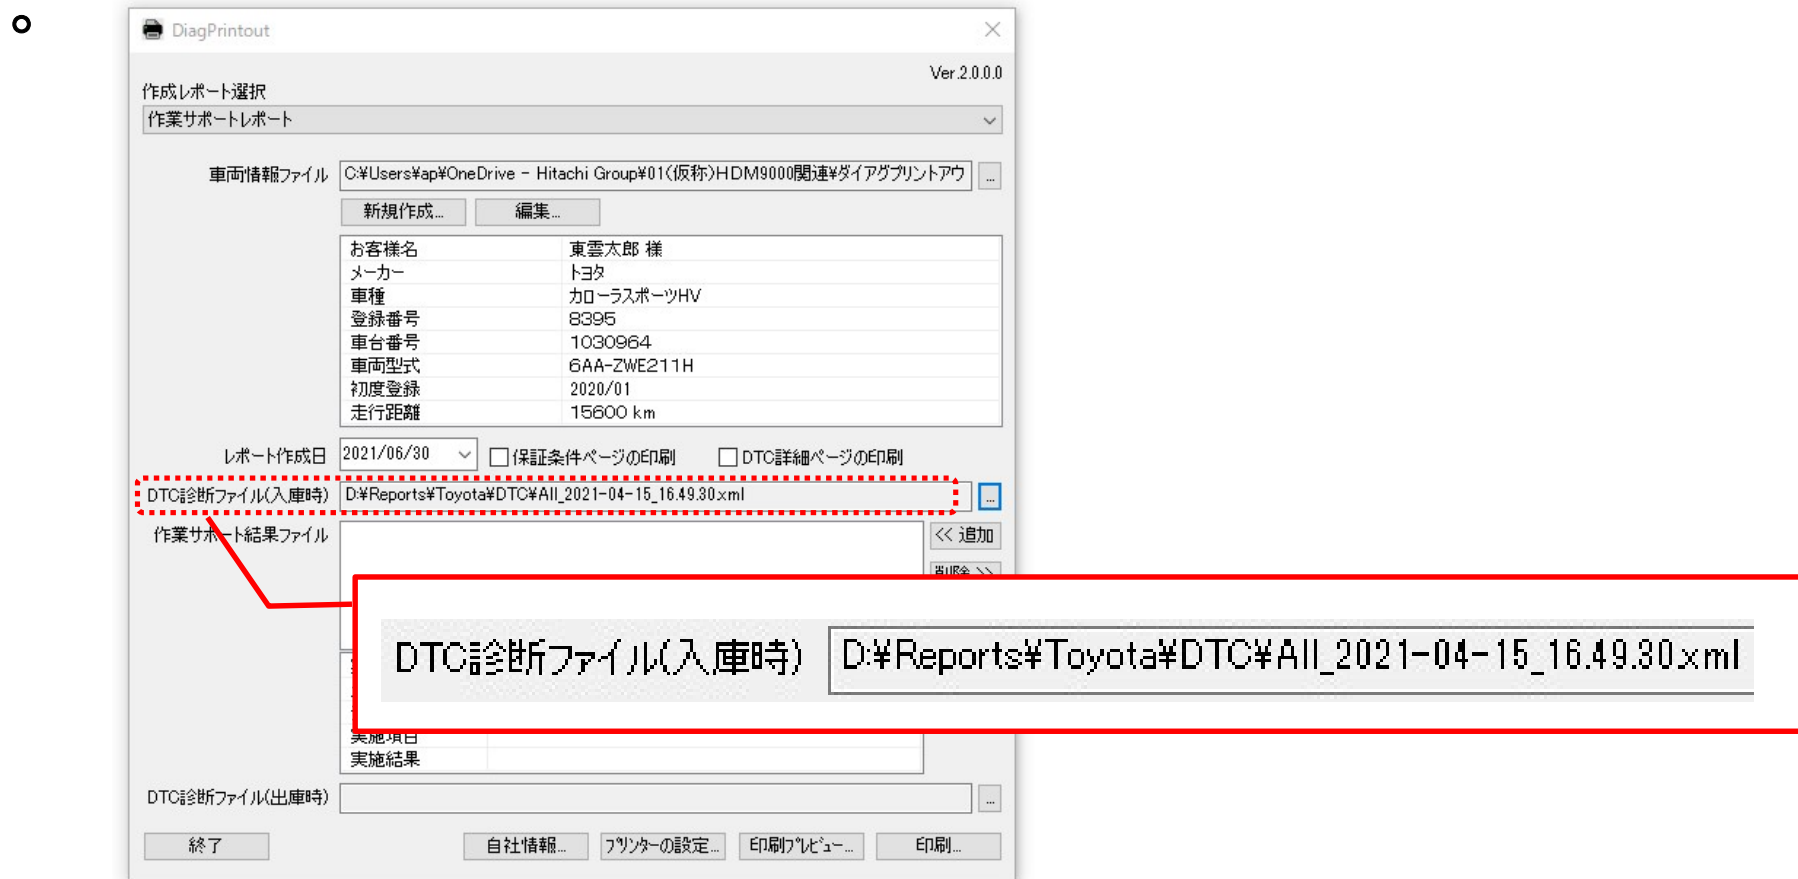 。
DiagPrintout
Ver.2.0.0.0
作成レポート選択
作業サポートレポート
車両情報ファイル C:¥Users¥ap¥OneDrive - Hitachi Group¥01(仮称)HDM9000関連¥ダイアグプリントアウ ...
新規作成... 編集...
お客様名 東雲太郎 様
メーカー トヨタ
車種 カローラスポーツHV
登録番号 8395
車台番号 1030964
車両型式 6AA-ZWE211H
初度登録 2020/01
走行距離 15600 km
レポート作成日 2021/06/30 保証条件ページの印刷 DTC詳細ページの印刷
DTC診断ファイル(入庫時) D:¥Reports¥Toyota¥DTC¥All_2021-04-15_16.49.30.xml ...
作業サポート結果ファイル << 追加
削除 >>
DTC診断ファイル(入庫時) D:¥Reports¥Toyota¥DTC¥All_2021-04-15_16.49.30.xml
実施項目
実施結果
DTC診断ファイル(出庫時) ...
終了 自社情報... プリンターの設定... 印刷プレビュー... 印刷...